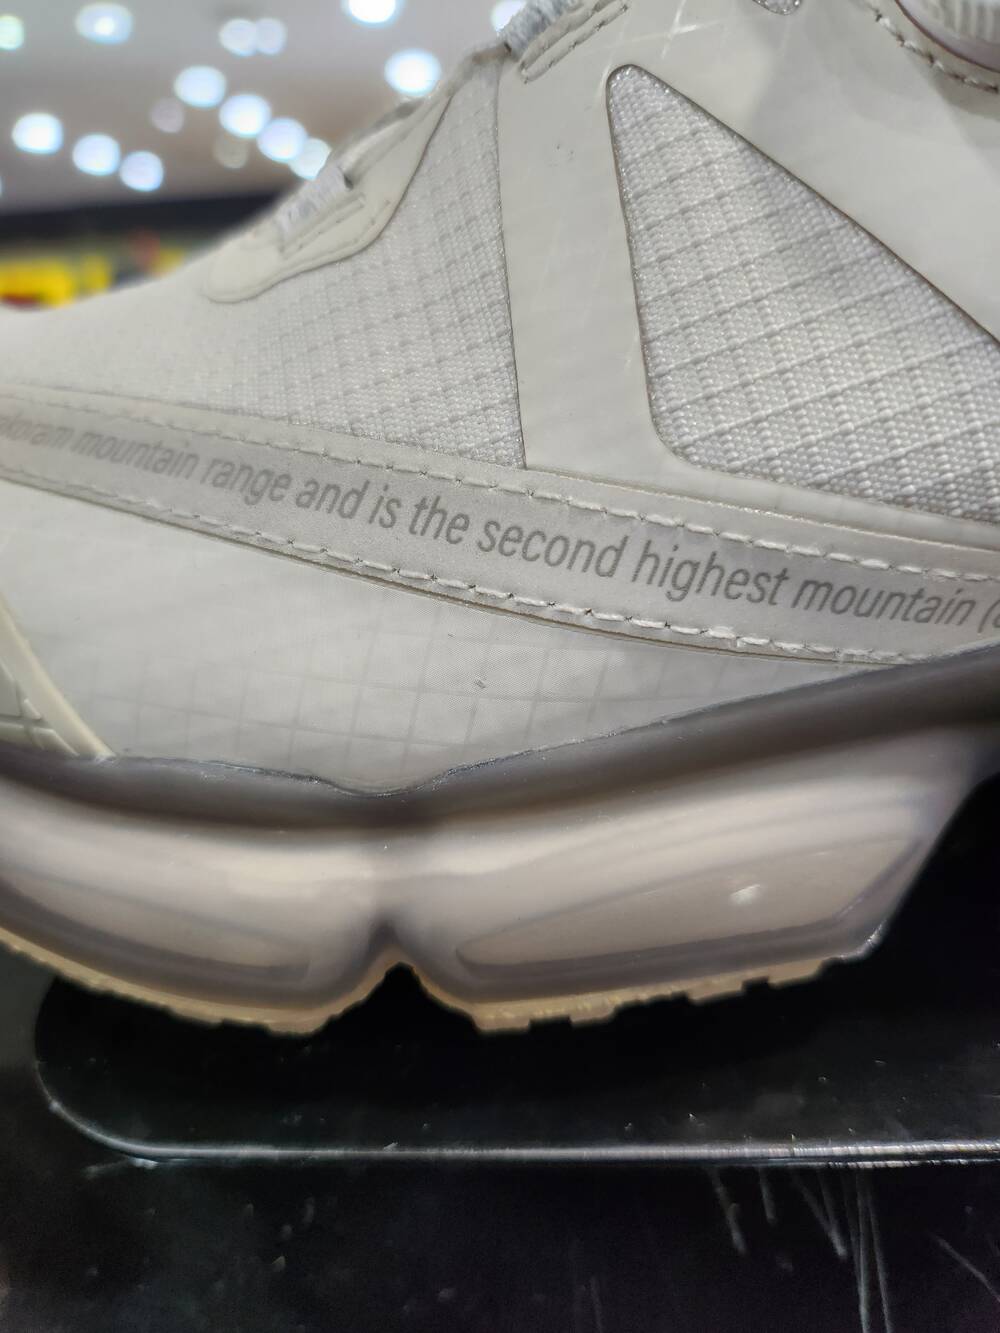 mountain range and is the second highest mountain